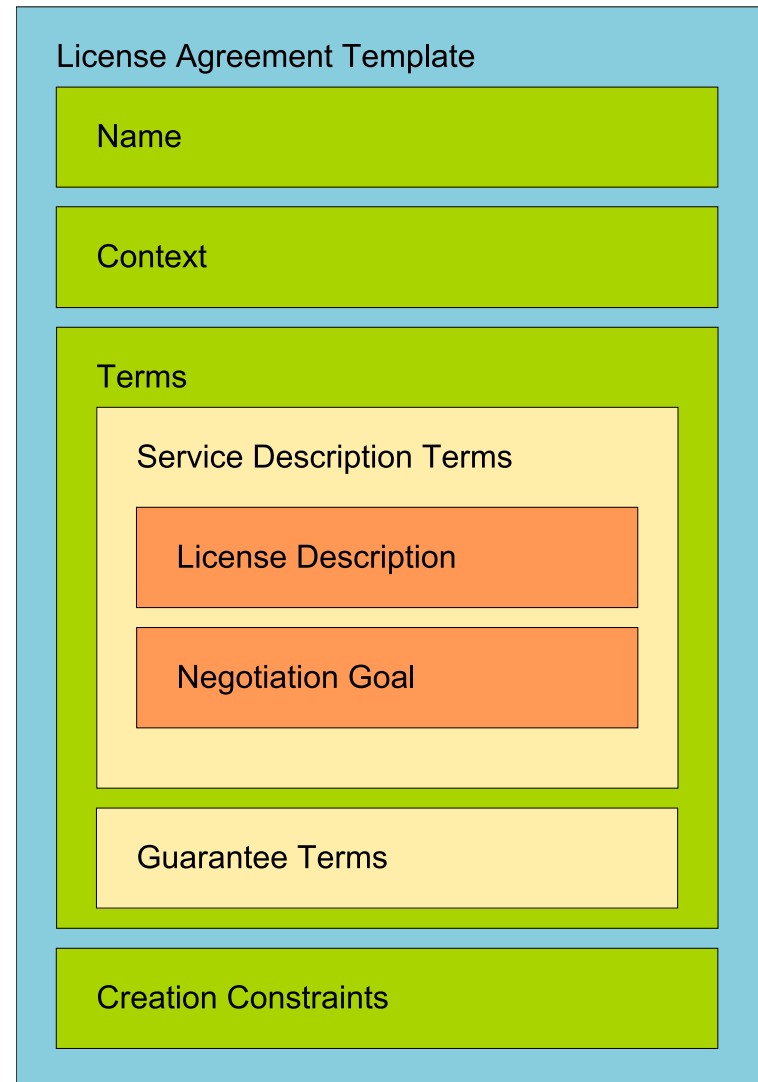 License Agreement Template
Name
Context
Terms
Service Description Terms
License Description
Negotiation Goal
Guarantee Terms
Creation Constraints